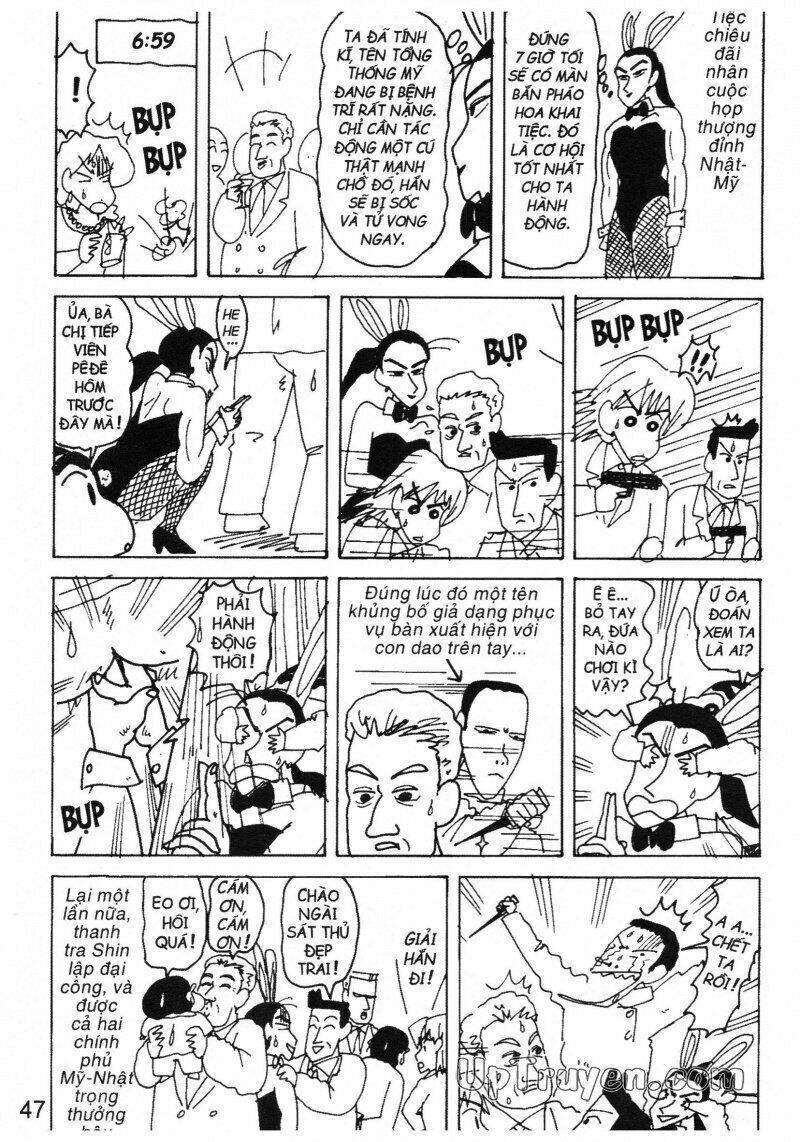 Tiệc
chiêu
đãi
nhân
cuộc
họp
thượng
đỉnh
Nhật-
Mỹ
ĐÚNG
7 GIỜ TỐI
SẼ CÓ MÀN
BẮN PHÁO
HOA KHAI
TIỆC. ĐÓ
LÀ CƠ HỘI
TỐT NHẤT
CHO TA
HÀNH
ĐỘNG.
TA ĐÃ TÍNH
KĨ, TÊN TỔNG
THỐNG MỸ
ĐANG BỊ BỆNH
TRĨ RẤT NẶNG.
CHỈ CẦN TÁC
ĐỘNG MỘT CÚ
THẬT MẠNH
CHỖ ĐÓ, HẮN
SẼ BỊ SỐC
VÀ TỬ VONG
NGAY.
6:59
!
BỤP
BỤP
!!
BỤP BỤP
BỤP
HE
HE
...
ỦA, BÀ
CHỊ TIẾP
VIÊN
PÊĐÊ
HÔM
TRƯỚC
ĐÂY MÀ!
Ú ÒA,
ĐOÁN
XEM TA
LÀ AI?
Ê Ê...
BỎ TAY
RA, ĐỨA
NÀO
CHƠI KÌ
VẬY?
Đúng lúc đó một tên
khủng bố giả dạng phục
vụ bàn xuất hiện với
con dao trên tay...
PHẢI
HÀNH
ĐỘNG
THÔI!
BỤP
A A...
CHẾT
TA
RỒI!
GIẢI
HẮN
ĐI!
CHÀO
NGÀI
SÁT THỦ
ĐẸP
TRAI!
CÁM
ƠN,
CÁM
ƠN!
EO ƠI,
HÔI
QUÁ!
Lại một
lần nữa,
thanh
tra Shin
lập đại
công, và
được
cả hai
chính
phủ
Mỹ-Nhật
trọng
thưởng
UpTruyen.com
47